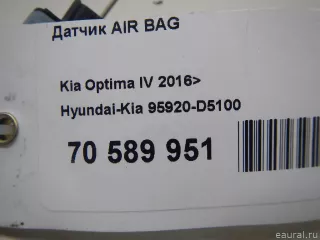 Датчик AIR BAG
Kia Optima IV 2016>
Hyundai-Kia 95920-D5100
70 589 951
eaural.ru